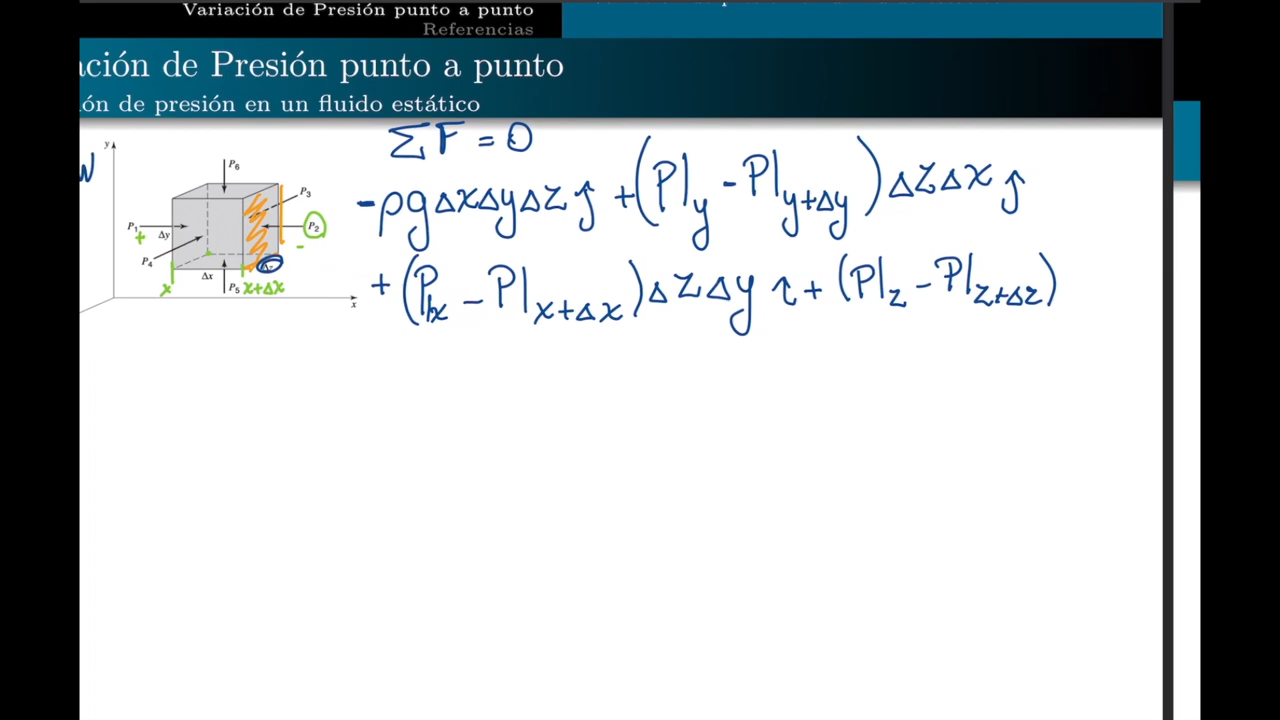 Variación de Presión punto a punto
Referencias
ación de Presión punto a punto
ión de presión en un fluido estático
W
ΣF = 0
-ρgΔxΔyΔz ĵ + (P|y - P|y+Δy) ΔzΔx ĵ
+ (P|x - P|x+Δx) ΔzΔy î + (P|z - P|z+Δz)
y
P6
P3
P1
+
Δy
P2
-
P4
Δx
P5
x
x+Δx
x